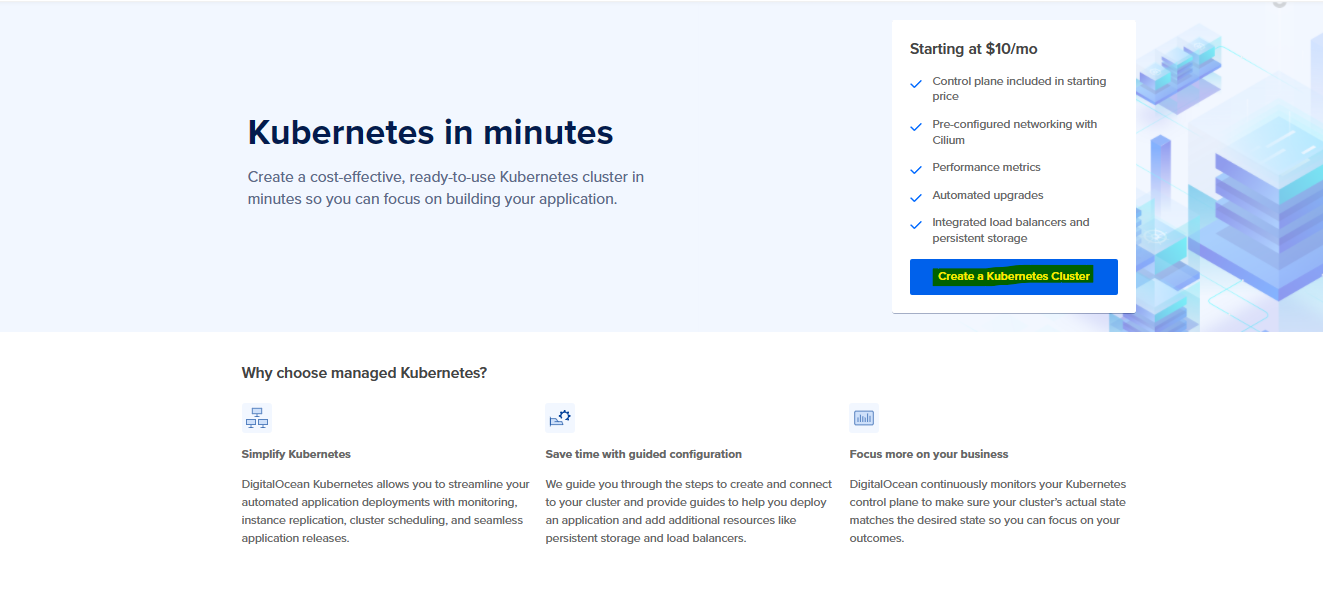 Kubernetes in minutes
Create a cost-effective, ready-to-use Kubernetes cluster in
minutes so you can focus on building your application.
Starting at $10/mo
Control plane included in starting
price
Pre-configured networking with
Cilium
Performance metrics
Automated upgrades
Integrated load balancers and
persistent storage
Create a Kubernetes Cluster
Why choose managed Kubernetes?
Simplify Kubernetes
DigitalOcean Kubernetes allows you to streamline your
automated application deployments with monitoring,
instance replication, cluster scheduling, and seamless
application releases.
Save time with guided configuration
We guide you through the steps to create and connect
to your cluster and provide guides to help you deploy
an application and add additional resources like
persistent storage and load balancers.
Focus more on your business
DigitalOcean continuously monitors your Kubernetes
control plane to make sure your cluster's actual state
matches the desired state so you can focus on your
outcomes.